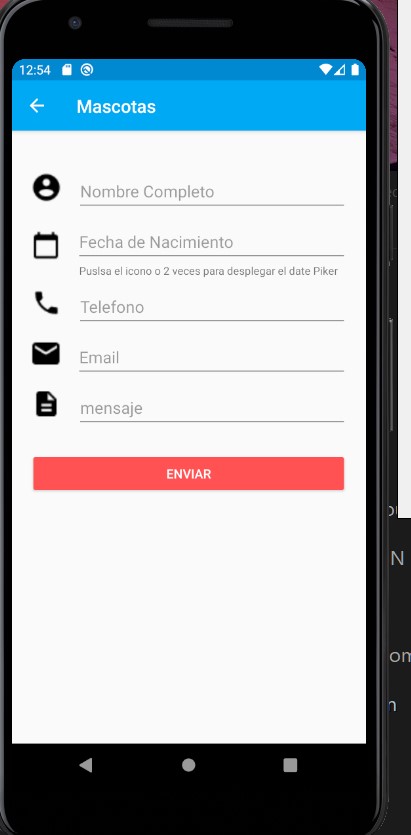 12:54
Mascotas
Nombre Completo
Fecha de Nacimiento
Puslsa el icono o 2 veces para desplegar el date Piker
Telefono
Email
mensaje
ENVIAR
N
om